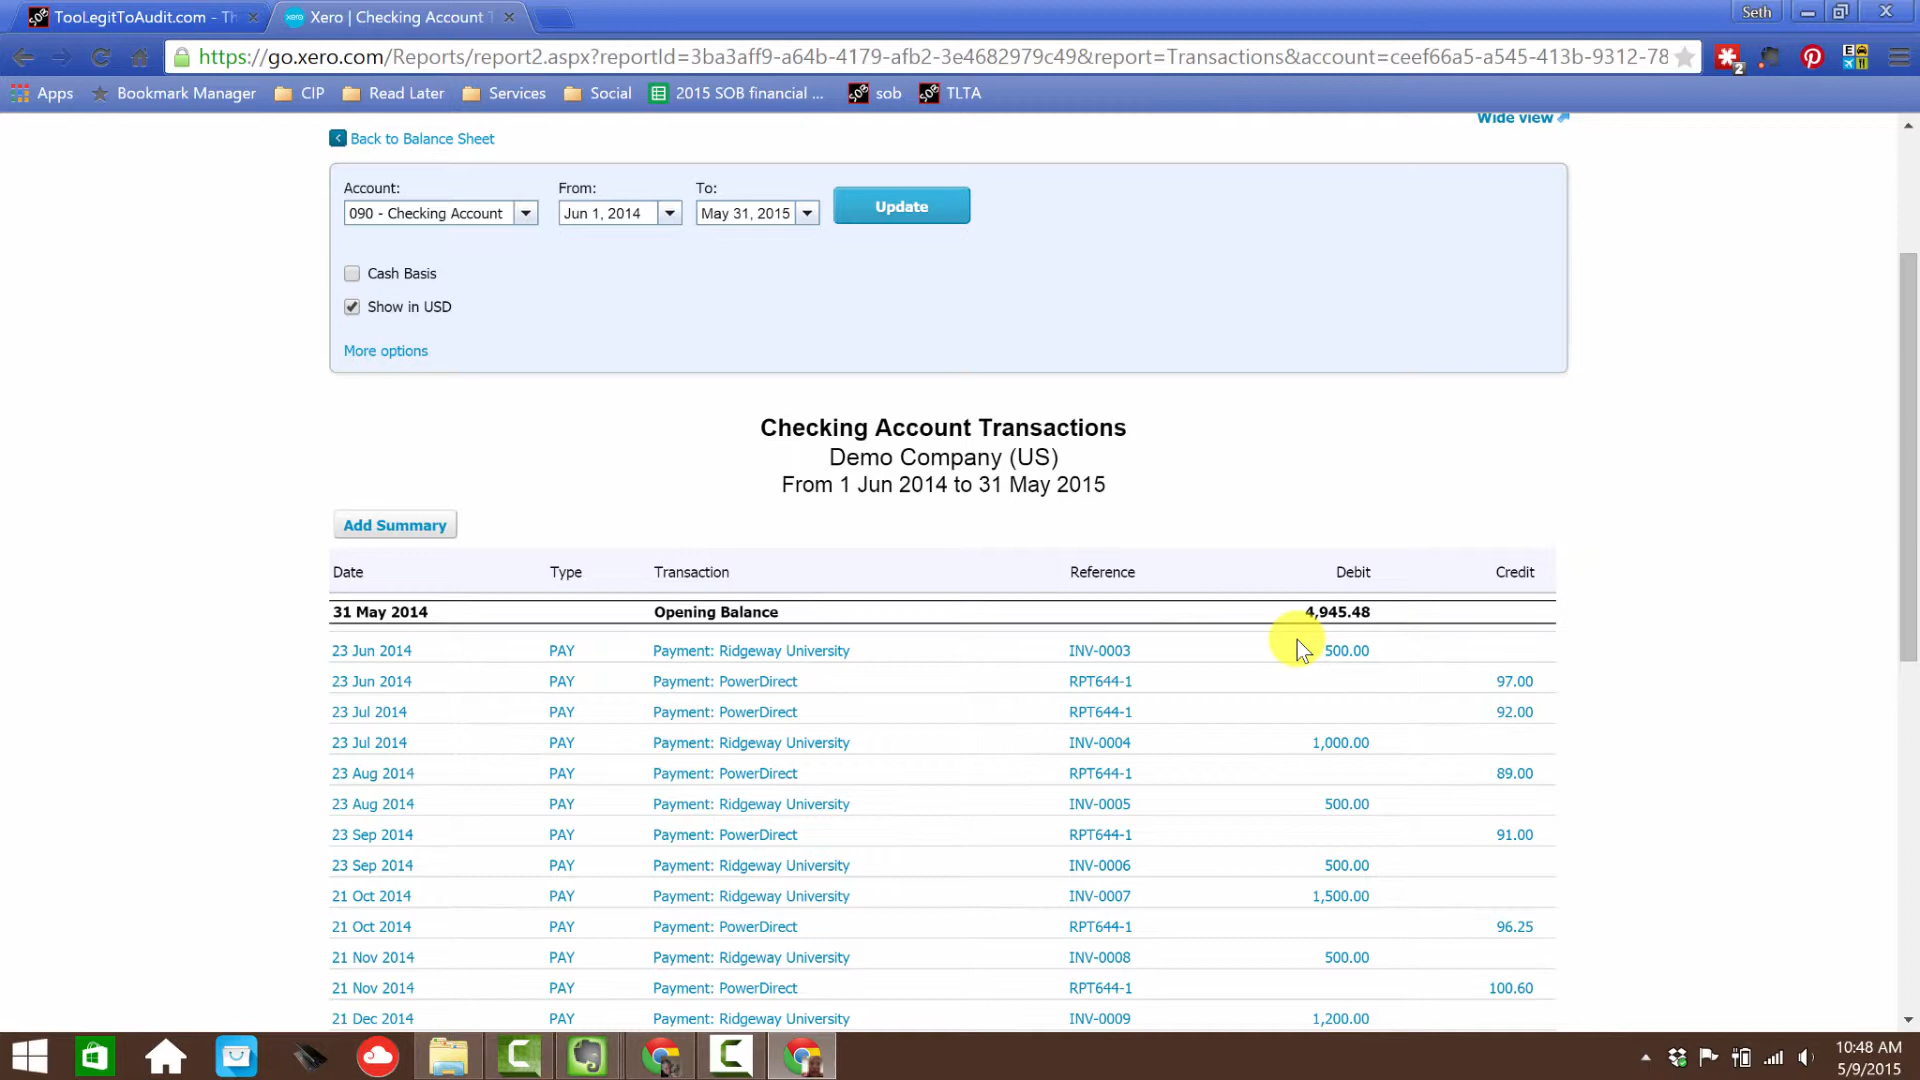 TooLegitToAudit.com - Th
Xero | Checking Account T
Seth
https://go.xero.com/Reports/report2.aspx?reportId=3ba3aff9-a64b-4179-afb2-3e4682979c49&report=Transactions&account=ceef66a5-a545-413b-9312-78
2
Apps Bookmark Manager CIP Read Later Services Social 2015 SOB financial ... sob TLTA
Wide view
Back to Balance Sheet
Account: From: To:
090 - Checking Account Jun 1, 2014 May 31, 2015 Update
Cash Basis
Show in USD
More options
Checking Account Transactions
Demo Company (US)
From 1 Jun 2014 to 31 May 2015
Add Summary
Date Type Transaction Reference Debit Credit
31 May 2014 Opening Balance 4,945.48
23 Jun 2014 PAY Payment: Ridgeway University INV-0003 500.00
23 Jun 2014 PAY Payment: PowerDirect RPT644-1 97.00
23 Jul 2014 PAY Payment: PowerDirect RPT644-1 92.00
23 Jul 2014 PAY Payment: Ridgeway University INV-0004 1,000.00
23 Aug 2014 PAY Payment: PowerDirect RPT644-1 89.00
23 Aug 2014 PAY Payment: Ridgeway University INV-0005 500.00
23 Sep 2014 PAY Payment: PowerDirect RPT644-1 91.00
23 Sep 2014 PAY Payment: Ridgeway University INV-0006 500.00
21 Oct 2014 PAY Payment: Ridgeway University INV-0007 1,500.00
21 Oct 2014 PAY Payment: PowerDirect RPT644-1 96.25
21 Nov 2014 PAY Payment: Ridgeway University INV-0008 500.00
21 Nov 2014 PAY Payment: PowerDirect RPT644-1 100.60
21 Dec 2014 PAY Payment: Ridgeway University INV-0009 1,200.00
10:48 AM
5/9/2015